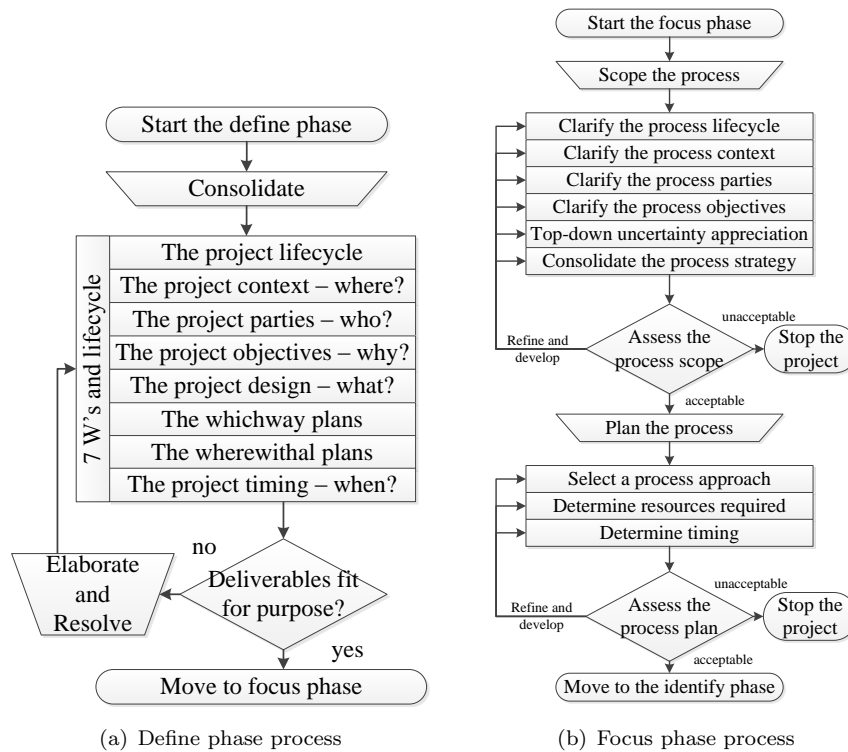 Start the define phase
Consolidate
7 W's and lifecycle
The project lifecycle
The project context – where?
The project parties – who?
The project objectives – why?
The project design – what?
The whichway plans
The wherewithal plans
The project timing – when?
no
Elaborate
and
Resolve
Deliverables fit
for purpose?
yes
Move to focus phase
(a) Define phase process
Start the focus phase
Scope the process
Clarify the process lifecycle
Clarify the process context
Clarify the process parties
Clarify the process objectives
Top-down uncertainty appreciation
Consolidate the process strategy
unacceptable
Refine and
develop
Assess the
process scope
Stop the
project
acceptable
Plan the process
Select a process approach
Determine resources required
Determine timing
unacceptable
Refine and
develop
Assess the
process plan
Stop the
project
acceptable
Move to the identify phase
(b) Focus phase process